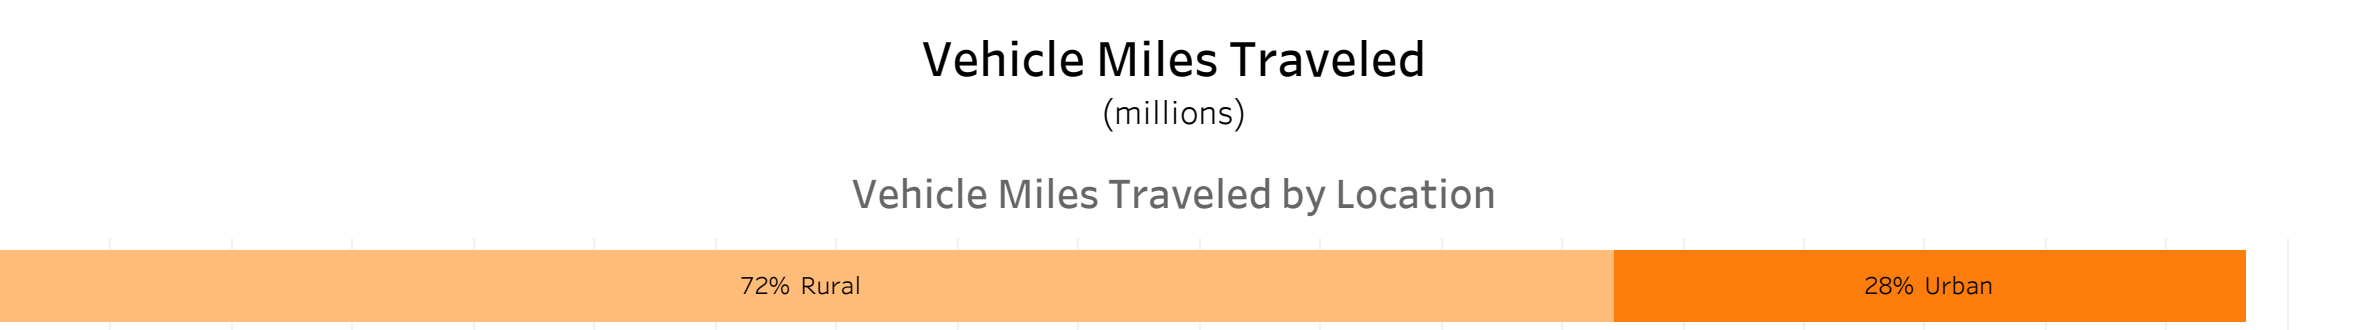 Vehicle Miles Traveled
(millions)
Vehicle Miles Traveled by Location
72% Rural 28% Urban